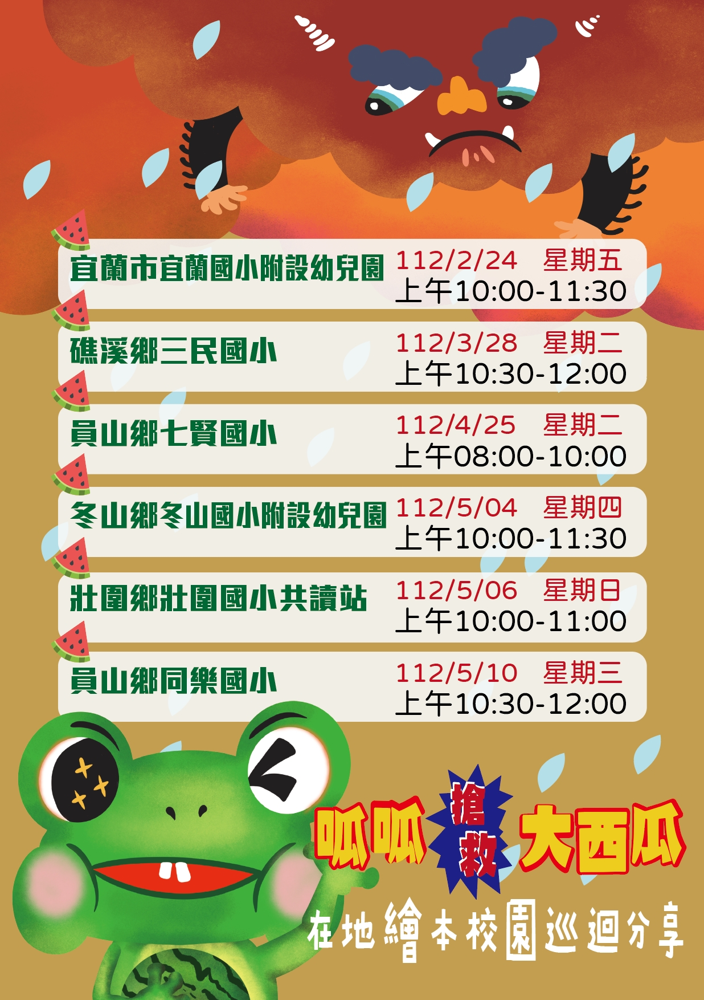 宜蘭市宜蘭國小附設幼兒園
112/2/24 星期五
上午10:00-11:30
礁溪鄉三民國小
112/3/28 星期二
上午10:30-12:00
員山鄉七賢國小
112/4/25 星期二
上午08:00-10:00
冬山鄉冬山國小附設幼兒園
112/5/04 星期四
上午10:00-11:30
壯圍鄉壯圍國小共讀站
112/5/06 星期日
上午10:00-11:00
員山鄉同樂國小
112/5/10 星期三
上午10:30-12:00
呱呱搶救大西瓜
在地繪本校園巡迴分享